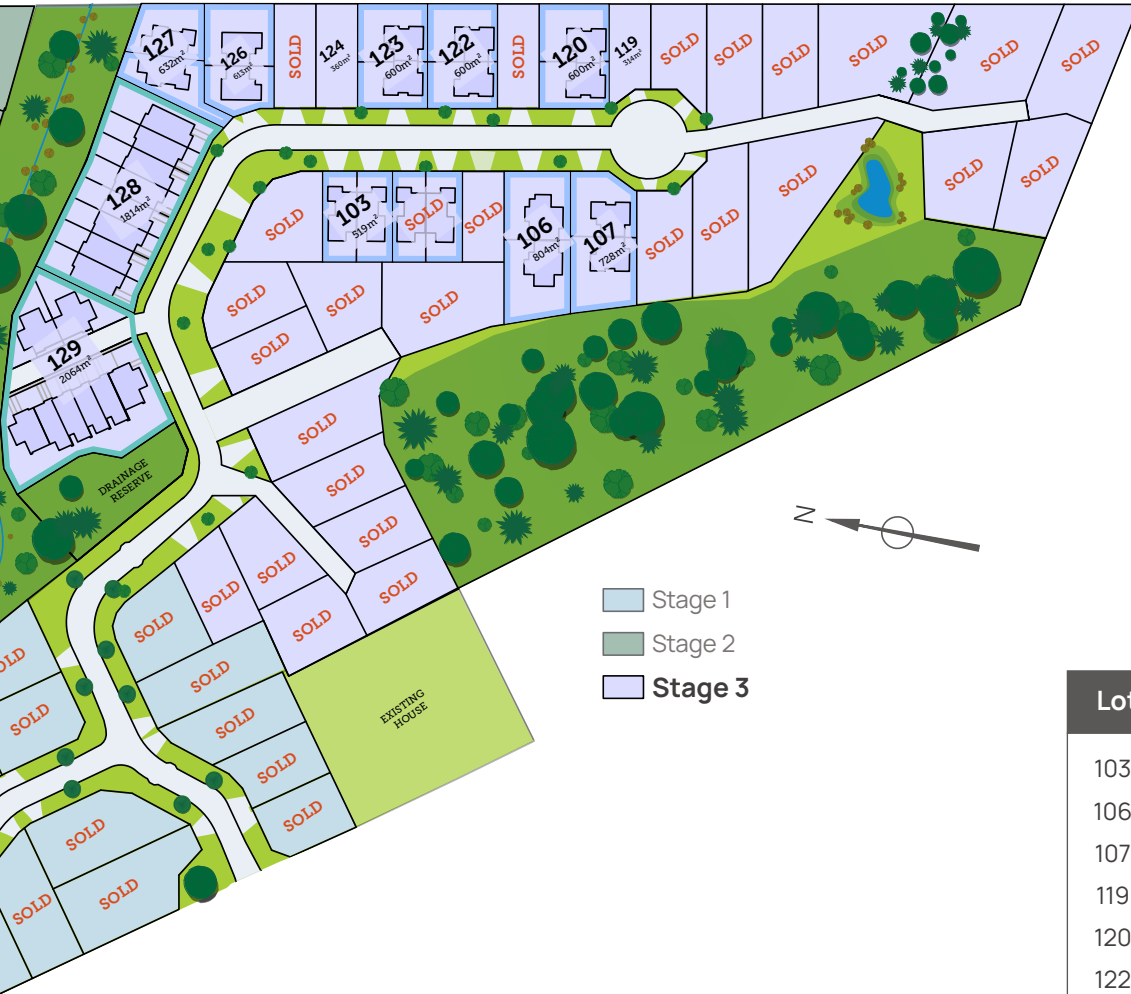 127
632m²
126
613m²
SOLD
124
360m²
123
600m²
122
600m²
SOLD
120
600m²
119
314m²
SOLD
SOLD
SOLD
SOLD
SOLD
SOLD
128
1814m²
SOLD
103
519m²
SOLD
SOLD
106
804m²
107
728m²
SOLD
SOLD
SOLD
SOLD
SOLD
SOLD
SOLD
SOLD
SOLD
129
2064m²
SOLD
SOLD
SOLD
SOLD
DRAINAGE
RESERVE
N
SOLD
SOLD
SOLD
SOLD
SOLD
SOLD
SOLD
SOLD
SOLD
SOLD
EXISTING
HOUSE
SOLD
SOLD
SOLD
SOLD
Stage 1
Stage 2
Stage 3
Lot
103
106
107
119
120
122